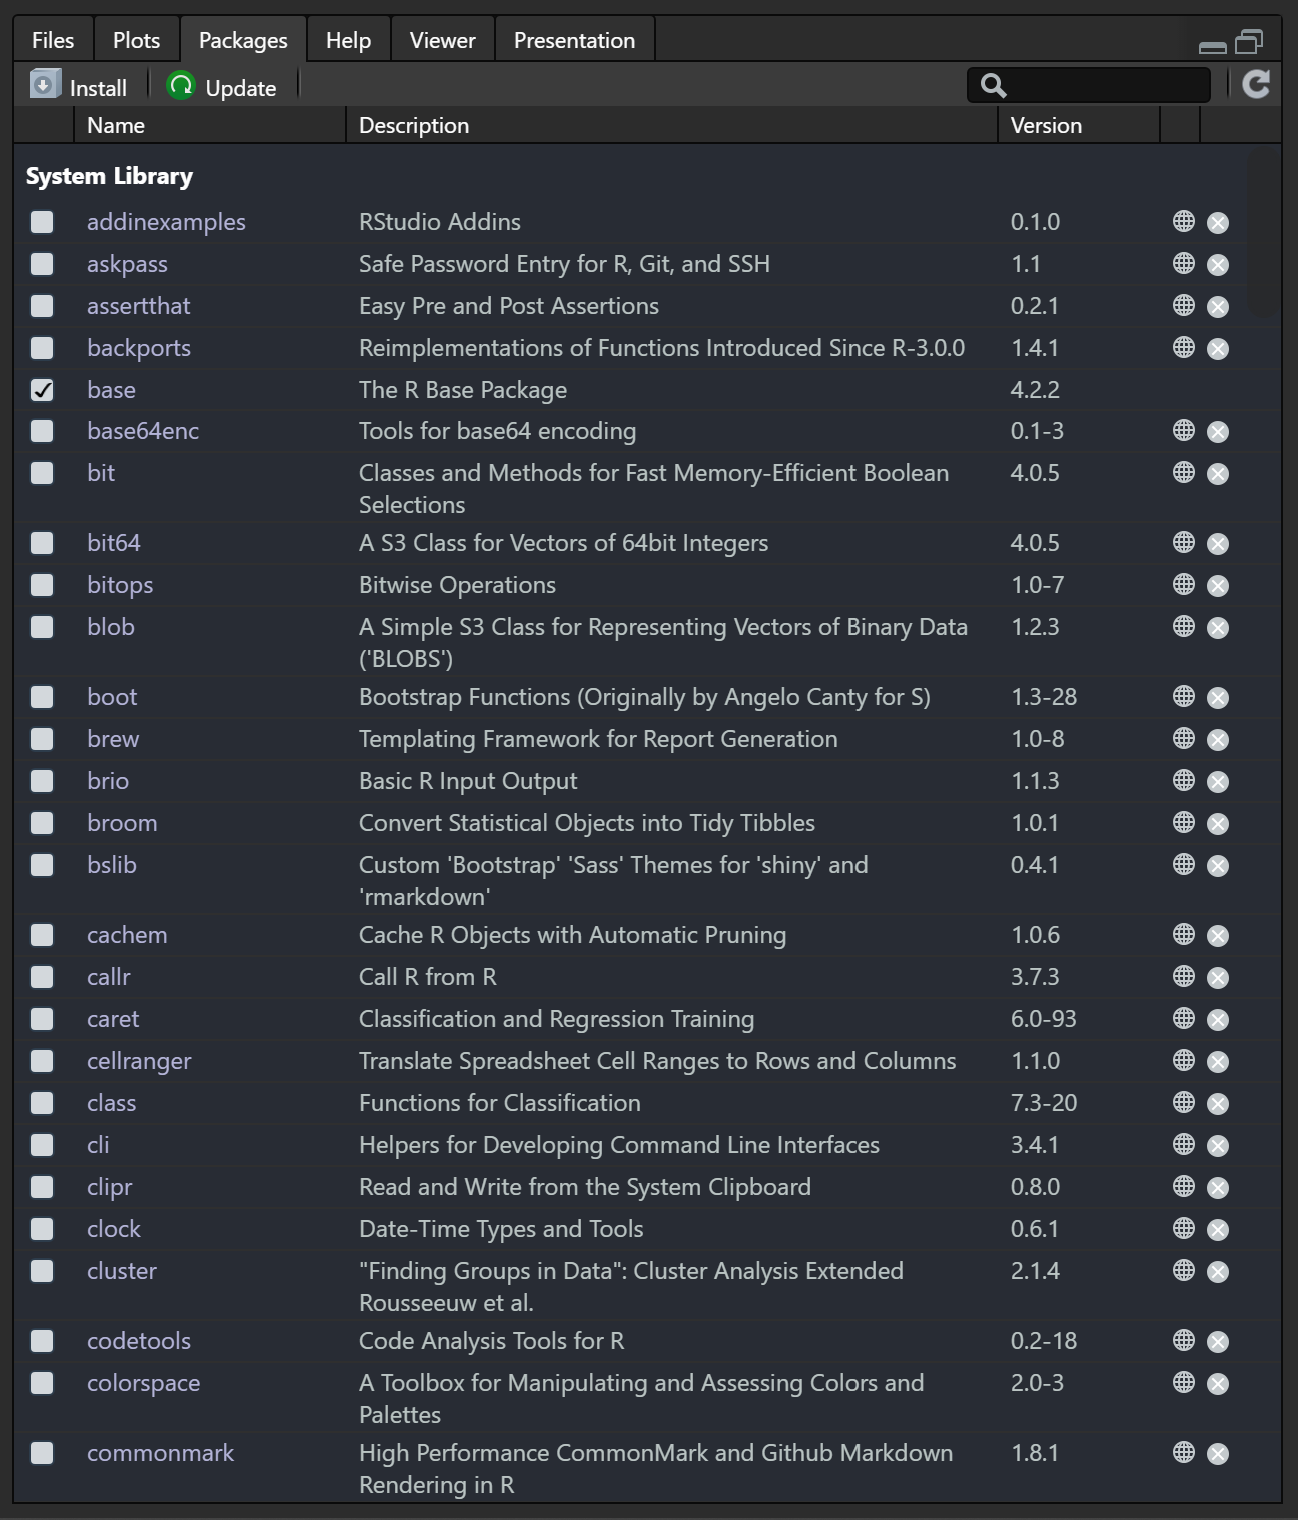 Files Plots Packages Help Viewer Presentation
Install Update
Name Description Version
System Library
addinexamples RStudio Addins 0.1.0
askpass Safe Password Entry for R, Git, and SSH 1.1
assertthat Easy Pre and Post Assertions 0.2.1
backports Reimplementations of Functions Introduced Since R-3.0.0 1.4.1
base The R Base Package 4.2.2
base64enc Tools for base64 encoding 0.1-3
bit Classes and Methods for Fast Memory-Efficient Boolean 4.0.5
Selections
bit64 A S3 Class for Vectors of 64bit Integers 4.0.5
bitops Bitwise Operations 1.0-7
blob A Simple S3 Class for Representing Vectors of Binary Data 1.2.3
('BLOBS')
boot Bootstrap Functions (Originally by Angelo Canty for S) 1.3-28
brew Templating Framework for Report Generation 1.0-8
brio Basic R Input Output 1.1.3
broom Convert Statistical Objects into Tidy Tibbles 1.0.1
bslib Custom 'Bootstrap' 'Sass' Themes for 'shiny' and 0.4.1
'rmarkdown'
cachem Cache R Objects with Automatic Pruning 1.0.6
callr Call R from R 3.7.3
caret Classification and Regression Training 6.0-93
cellranger Translate Spreadsheet Cell Ranges to Rows and Columns 1.1.0
class Functions for Classification 7.3-20
cli Helpers for Developing Command Line Interfaces 3.4.1
clipr Read and Write from the System Clipboard 0.8.0
clock Date-Time Types and Tools 0.6.1
cluster "Finding Groups in Data": Cluster Analysis Extended 2.1.4
Rousseeuw et al.
codetools Code Analysis Tools for R 0.2-18
colorspace A Toolbox for Manipulating and Assessing Colors and 2.0-3
Palettes
commonmark High Performance CommonMark and Github Markdown 1.8.1
Rendering in R